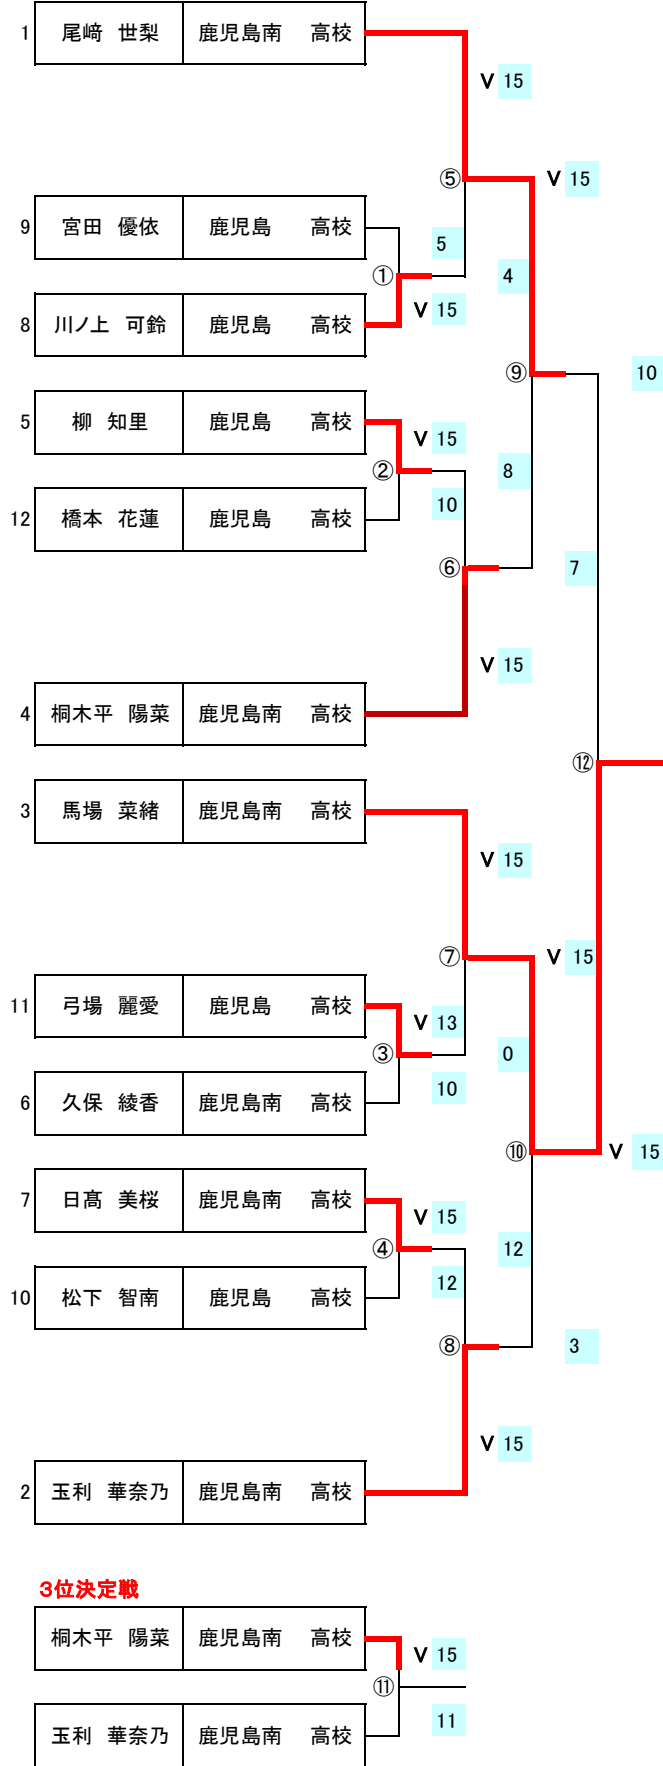 1 尾﨑 世梨 鹿児島南 高校
V 15
⑤ V 15
9 宮田 優依 鹿児島 高校
5
① 4
V 15
8 川ノ上 可鈴 鹿児島 高校
⑨ 10
5 柳 知里 鹿児島 高校
V 15
② 8
10
12 橋本 花蓮 鹿児島 高校
⑥ 7
V 15
4 桐木平 陽菜 鹿児島南 高校
⑫
3 馬場 菜緒 鹿児島南 高校
V 15
⑦ V 15
11 弓場 麗愛 鹿児島 高校
V 13
③ 0
10
6 久保 綾香 鹿児島南 高校
⑩ V 15
7 日髙 美桜 鹿児島南 高校
V 15
④ 12
12
10 松下 智南 鹿児島 高校
⑧ 3
V 15
2 玉利 華奈乃 鹿児島南 高校
3位決定戦
桐木平 陽菜 鹿児島南 高校
V 15
⑪
11
玉利 華奈乃 鹿児島南 高校